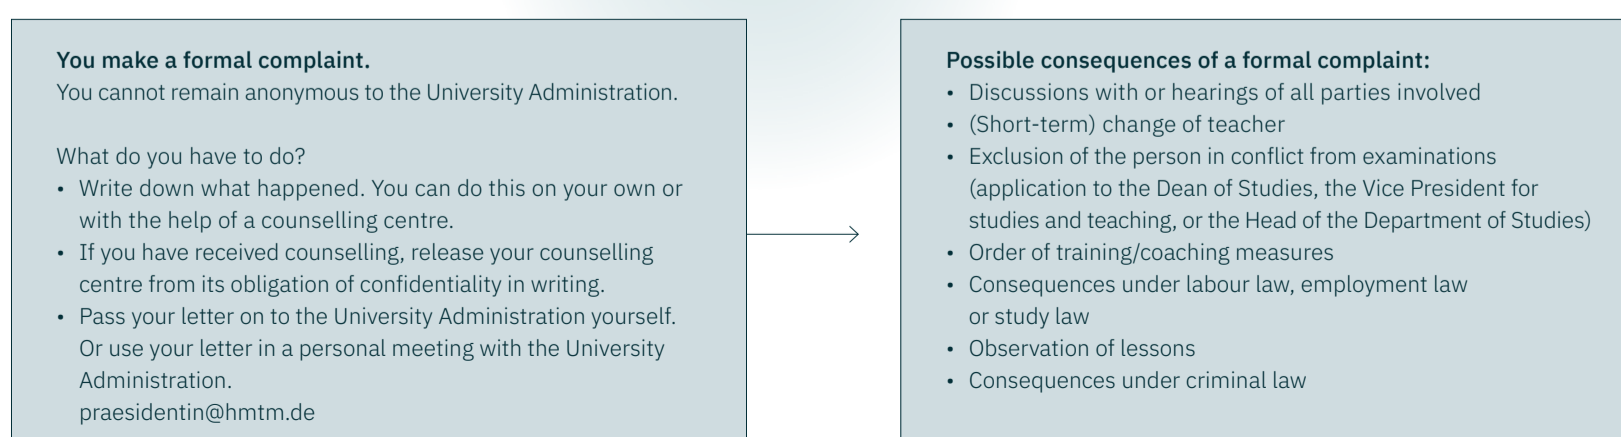 You make a formal complaint.
You cannot remain anonymous to the University Administration.
What do you have to do?
• Write down what happened. You can do this on your own or
with the help of a counselling centre.
• If you have received counselling, release your counselling
centre from its obligation of confidentiality in writing.
• Pass your letter on to the University Administration yourself.
Or use your letter in a personal meeting with the University
Administration.
praesidentin@hmtm.de
Possible consequences of a formal complaint:
• Discussions with or hearings of all parties involved
• (Short-term) change of teacher
• Exclusion of the person in conflict from examinations
(application to the Dean of Studies, the Vice President for
studies and teaching, or the Head of the Department of Studies)
• Order of training/coaching measures
• Consequences under labour law, employment law
or study law
• Observation of lessons
• Consequences under criminal law